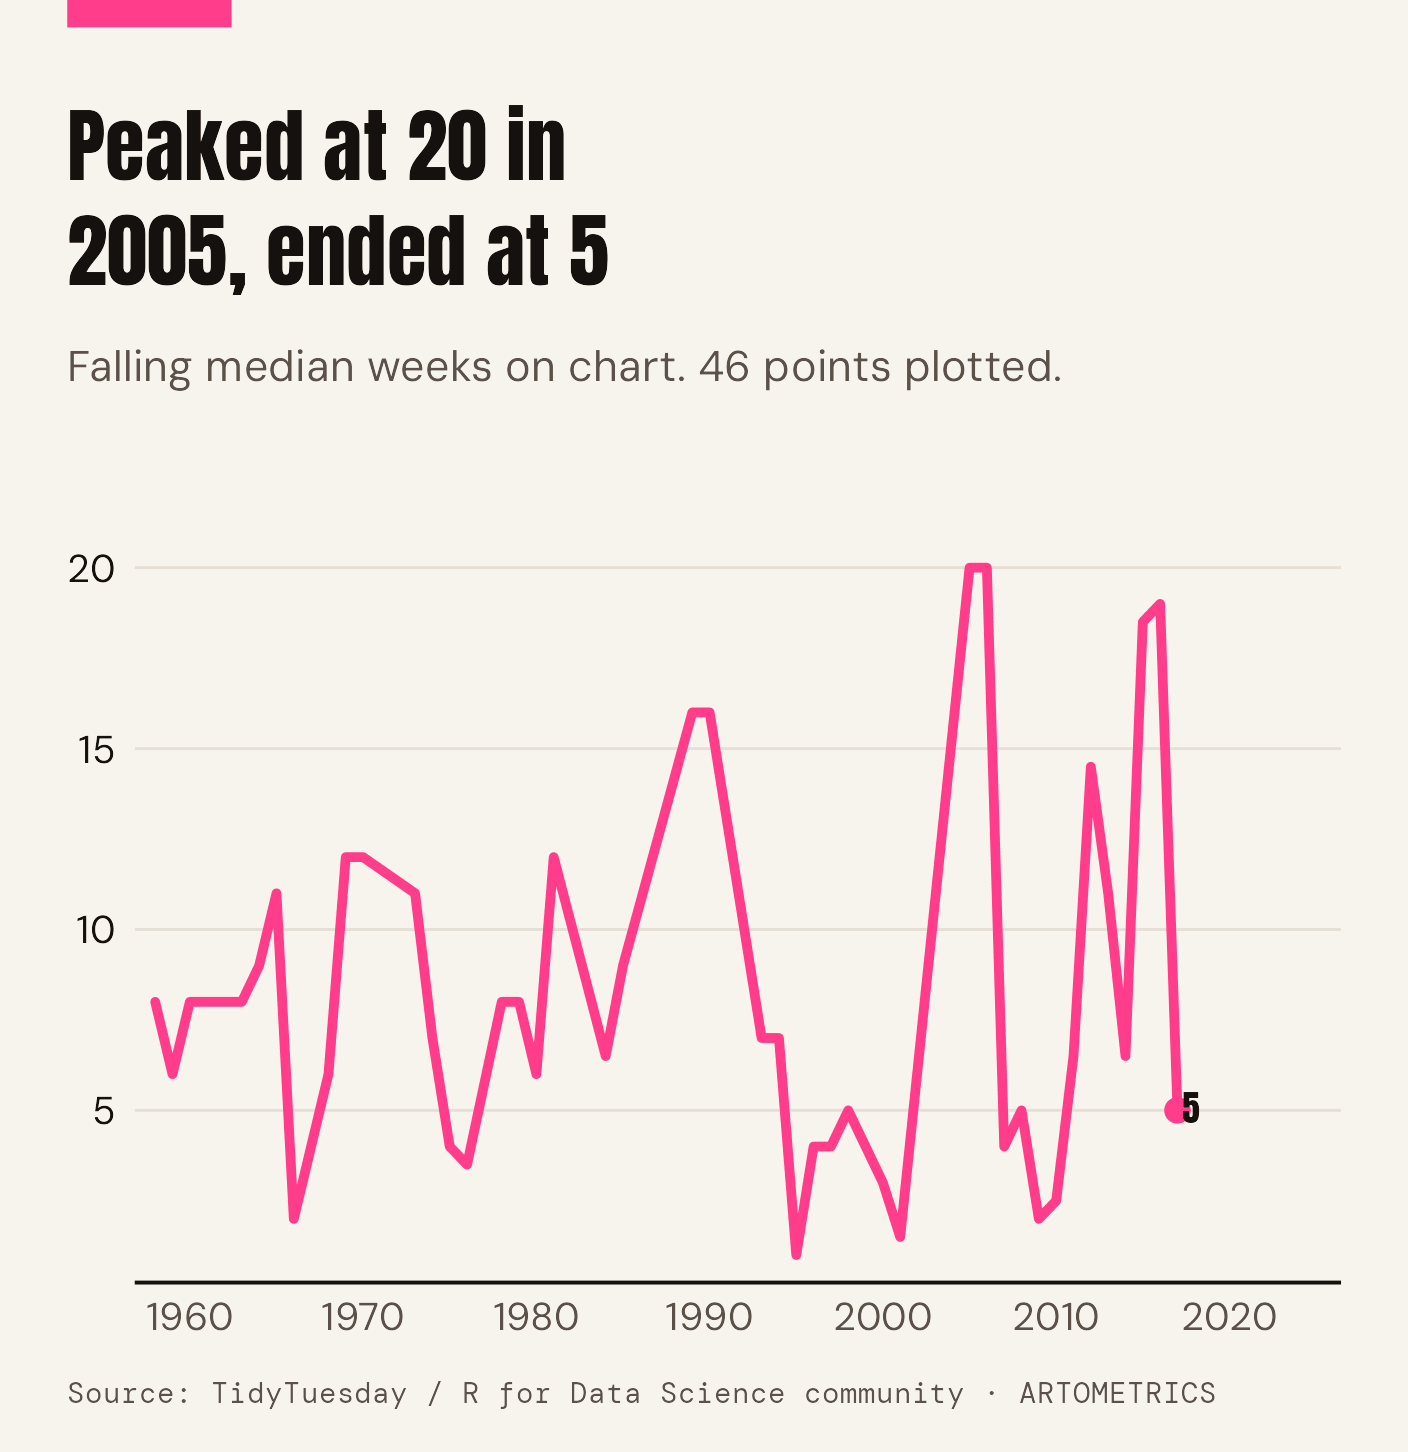 Peaked at 20 in
2005, ended at 5
Falling median weeks on chart. 46 points plotted.
20
15
10
5
5
1960 1970 1980 1990 2000 2010 2020
Source: TidyTuesday / R for Data Science community · ARTOMETRICS